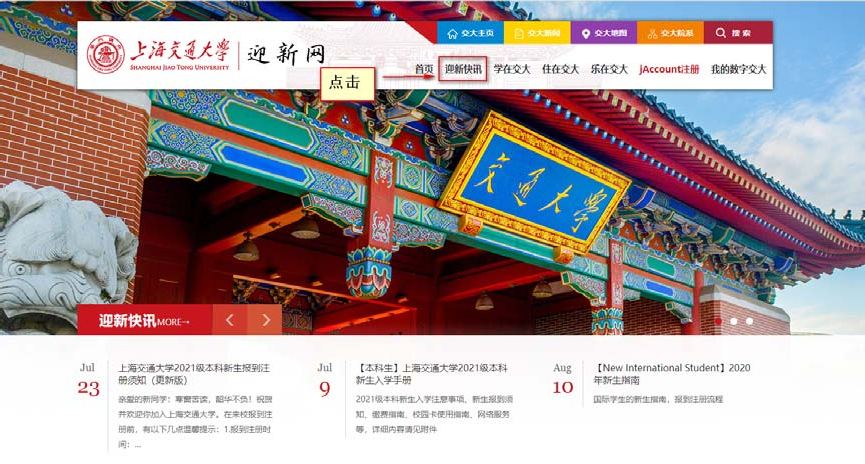 交大主页 交大新闻 交大地图 交大院系 搜 索
上海交通大学 迎新网
SHANGHAI JIAO TONG UNIVERSITY
首页 迎新快讯 学在交大 住在交大 乐在交大 jAccount注册 我的数字交大
点击
交通大学
迎新快讯MORE→
Jul
23
上海交通大学2021级本科新生报到注
册须知（更新版）
亲爱的新同学：寒窗苦读，韶华不负！祝贺
并欢迎你加入上海交通大学。在来校报到注
册前，有以下几点温馨提示：1.报到注册时
间：...
Jul
9
【本科生】上海交通大学2021级本科
新生入学手册
2021级本科新生入学注意事项、新生报到须
知、缴费指南、校园卡使用指南、网络服务
等，详细内容请见附件
Aug
10
【New International Student】2020
年新生指南
国际学生的新生指南，报到注册流程